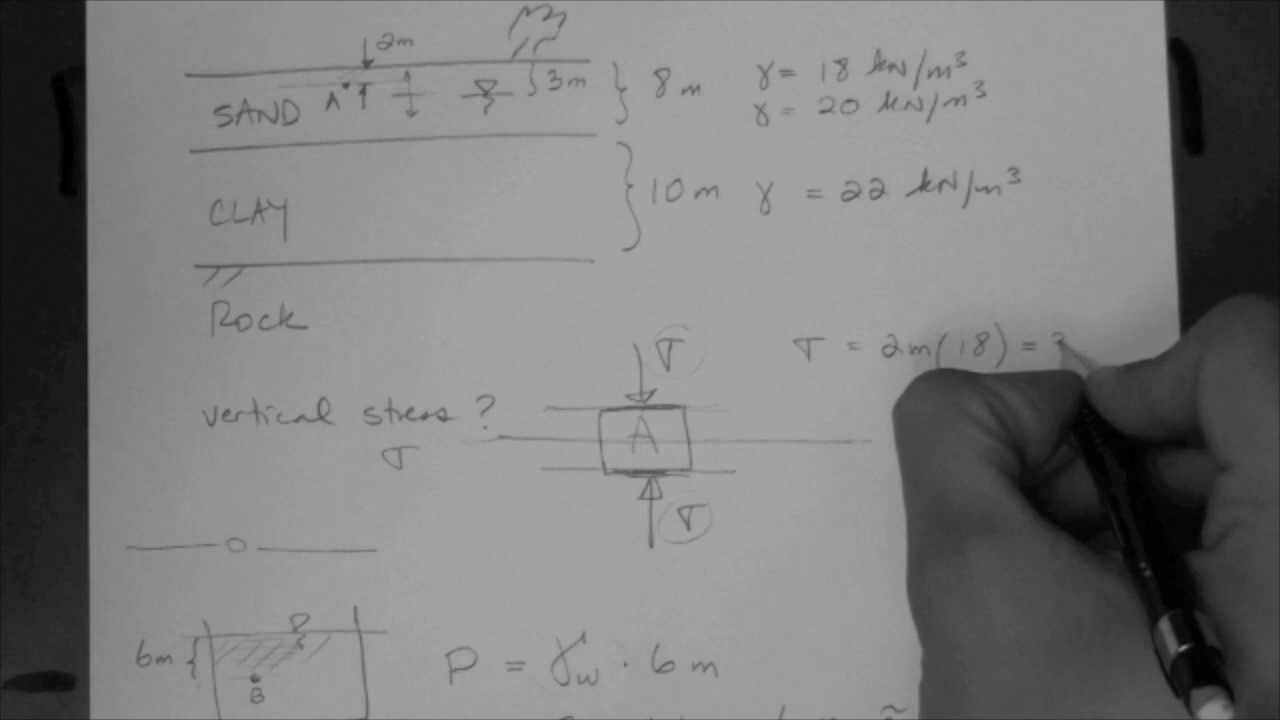 2m
3m
8m
γ = 18 kN/m³
SAND
A
γ = 20 kN/m³
CLAY
10m
γ = 22 kN/m³
Rock
σ
σ = 2m(18) = 3
vertical stress ?
A
σ
σ
6m
B
P = γw · 6m